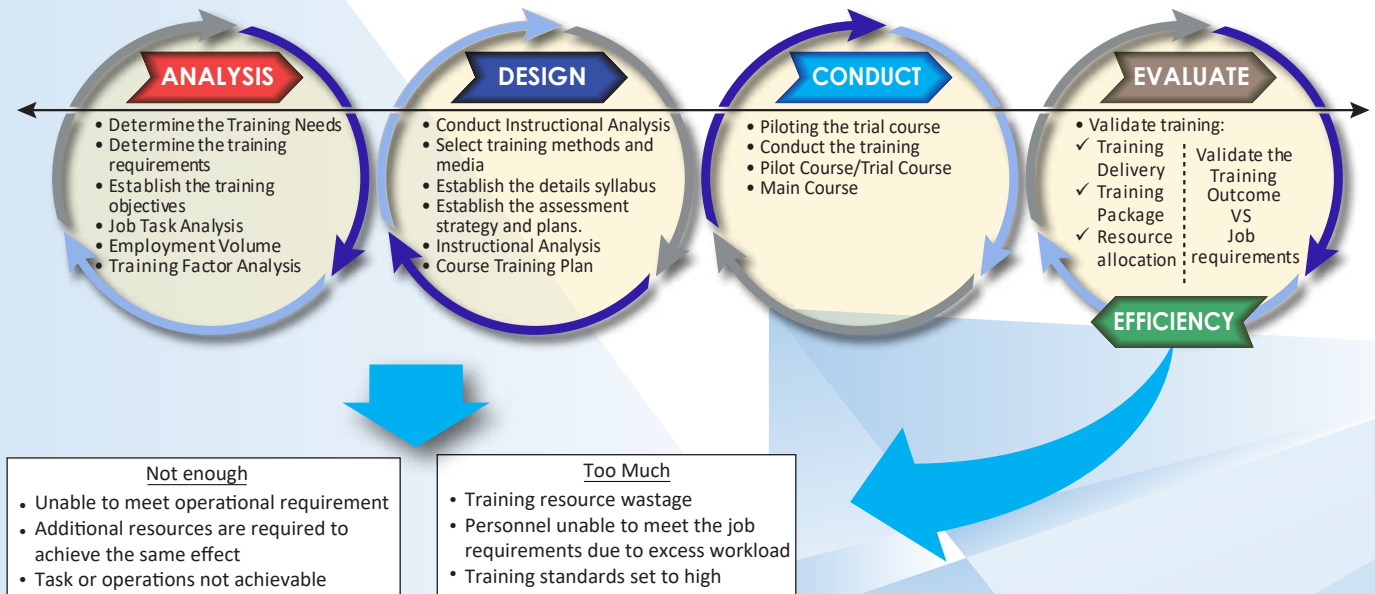 ANALYSIS
• Determine the Training Needs
• Determine the training
requirements
• Establish the training
objectives
• Job Task Analysis
• Employment Volume
• Training Factor Analysis
DESIGN
• Conduct Instructional Analysis
• Select training methods and
media
• Establish the details syllabus
• Establish the assessment
strategy and plans.
• Instructional Analysis
• Course Training Plan
CONDUCT
• Piloting the trial course
• Conduct the training
• Pilot Course/Trial Course
• Main Course
EVALUATE
• Validate training:
✓ Training
Delivery
✓ Training
Package
✓ Resource
allocation
Validate the
Training
Outcome
VS
Job
requirements
EFFICIENCY
Not enough
• Unable to meet operational requirement
• Additional resources are required to
achieve the same effect
• Task or operations not achievable
Too Much
• Training resource wastage
• Personnel unable to meet the job
requirements due to excess workload
• Training standards set to high